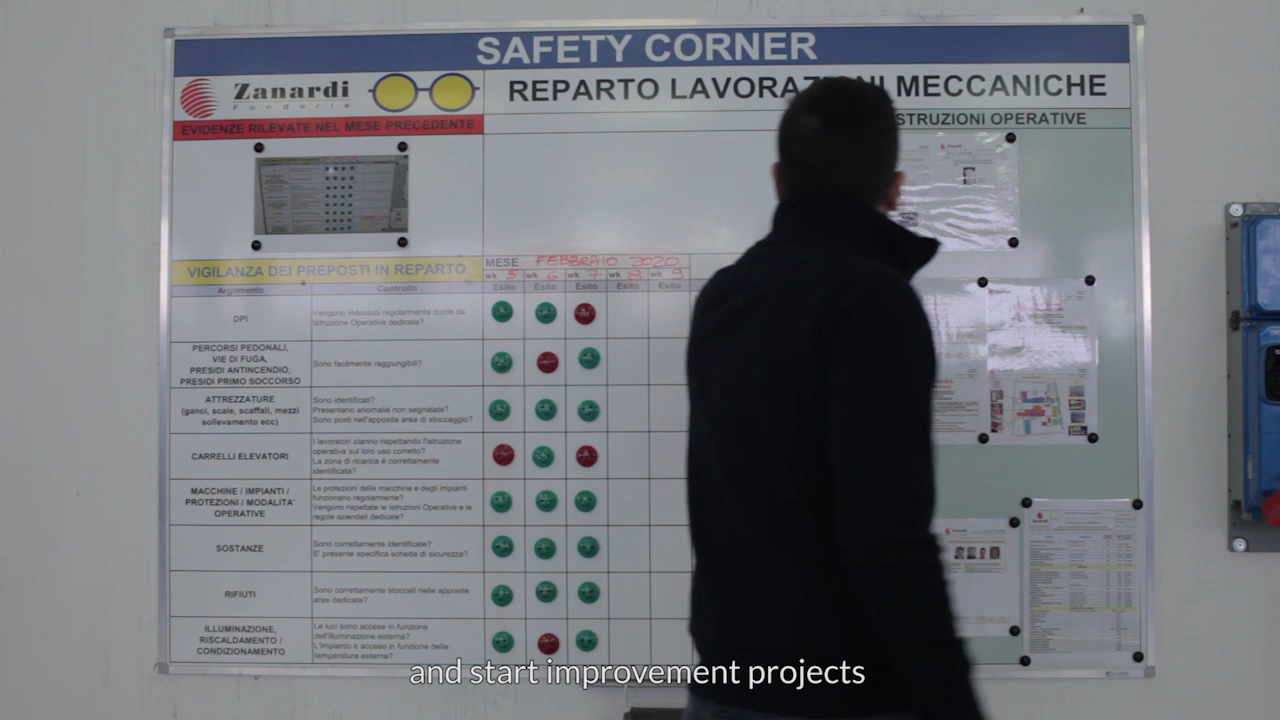 SAFETY CORNER
Zanardi
Fonderie
REPARTO LAVORAZ NI MECCANICHE
EVIDENZE RILEVATE NEL MESE PRECEDENTE
STRUZIONI OPERATIVE
VIGILANZA DEI PREPOSTI IN REPARTO
MESE FEBBRAIO 2020
wk 5 wk 6 wk 7 wk 8 wk 9
Argomento Controllo Esito Esito Esito Esito Esito
DPI
Vengono indossati regolarmente come da
Istruzione Operativa dedicata?
PERCORSI PEDONALI,
VIE DI FUGA,
PRESIDI ANTINCENDIO,
PRESIDI PRIMO SOCCORSO
Sono facilmente raggiungibili?
ATTREZZATURE
(ganci, scale, scaffali, mezzi
sollevamento ecc)
Sono identificati?
Presentano anomalie non segnalate?
Sono posti nell'apposita area di stoccaggio?
CARRELLI ELEVATORI
I lavoratori stanno rispettando l'istruzione
operativa sul loro uso corretto?
La zona di ricarica è correttamente
identificata?
MACCHINE / IMPIANTI /
PROTEZIONI / MODALITA'
OPERATIVE
Le protezioni delle macchine e degli impianti
funzionano regolarmente?
Vengono rispettate le Istruzioni Operative e le
regole aziendali dedicate?
SOSTANZE
Sono correttamente identificate?
E' presente specifica scheda di sicurezza?
RIFIUTI
Sono correttamente stoccati nelle apposite
aree dedicate?
ILLUMINAZIONE,
RISCALDAMENTO /
CONDIZIONAMENTO
Le luci sono accese in funzione
dell'illuminazione esterna?
L'impianto è acceso in funzione della
temperatura esterna?
and start improvement projects